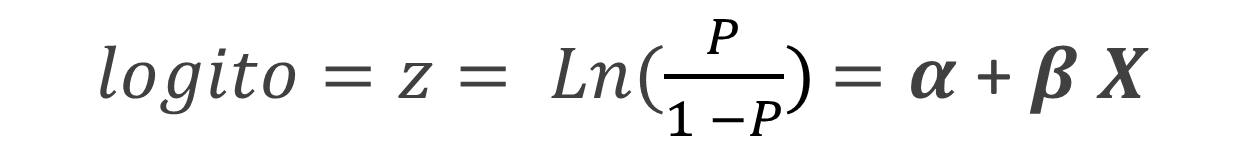 logito = z = Ln(P/1 − P) = α + β X